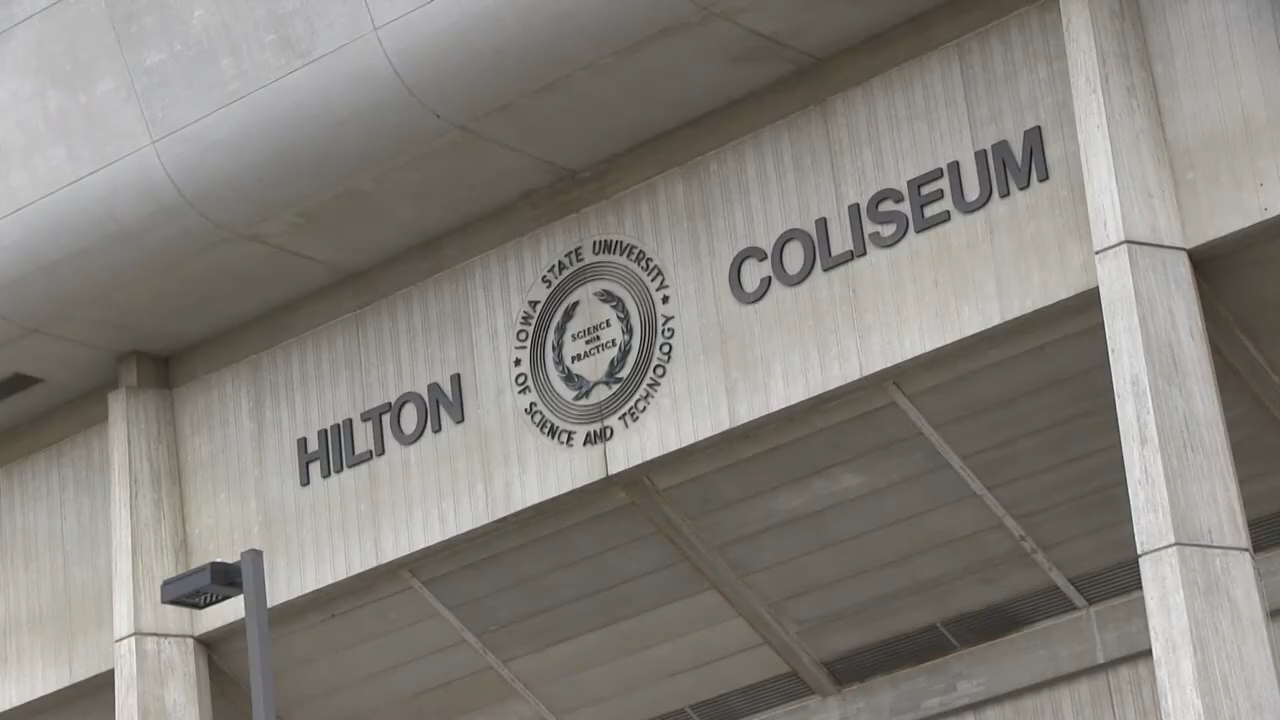 HILTON
IOWA STATE UNIVERSITY
OF SCIENCE AND TECHNOLOGY
SCIENCE
with
PRACTICE
COLISEUM